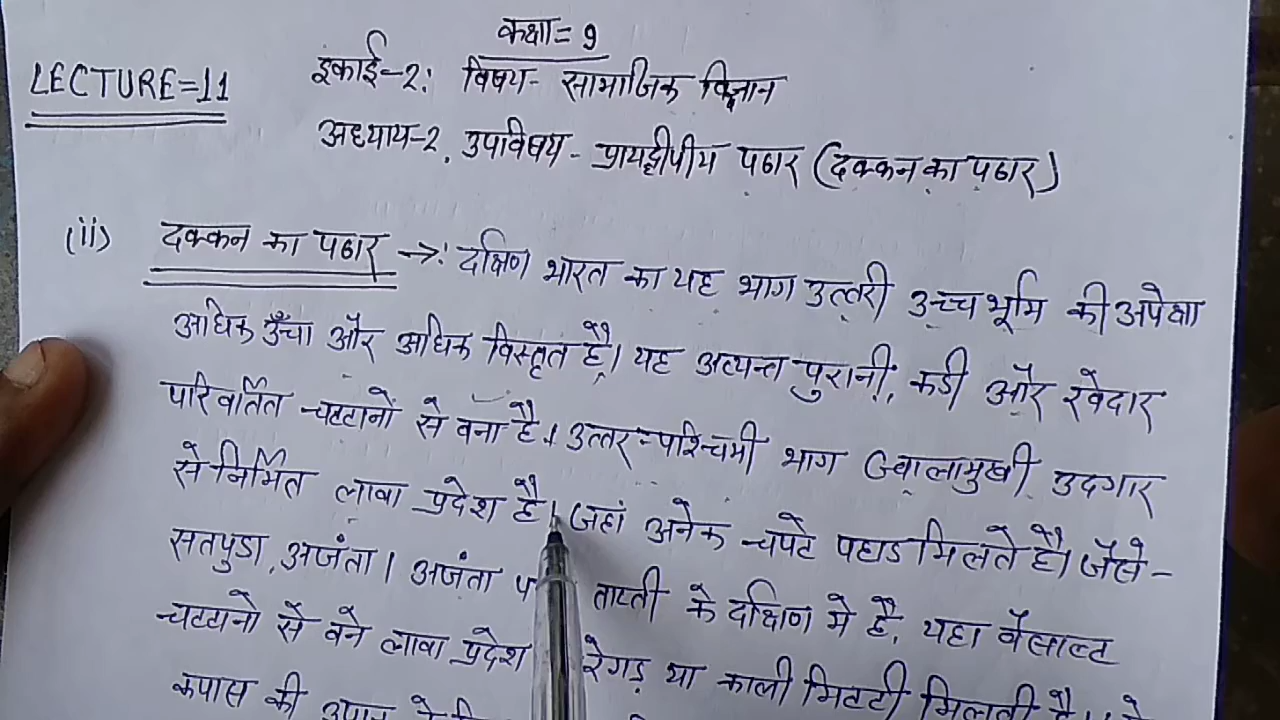 कक्षा= 9
LECTURE=11
इकाई-2: विषय- सामाजिक विज्ञान
अध्याय-2, उपविषय- प्रायद्वीपीय पठार (दक्कन का पठार)
(ii) दक्कन का पठार →: दक्षिण भारत का यह भाग उत्तरी उच्च भूमि की अपेक्षा
अधिक ऊँचा और अधिक विस्तृत है। यह अत्यन्त पुरानी, कडी और रवेदार
परिवर्तित चट्टानों से बना है। उत्तर-पश्चिमी भाग ज्वालामुखी उदगार
से निर्मित लावा प्रदेश है। जहां अनेक चपटे पहाड मिलते है। जैसे-
सतपुडा, अजंता। अजंता ताप्ती के दक्षिण मे है, यहा बैसाल्ट
चटटानो से बने लावा प्रदेश रेगड़ या काली मिटटी मिलती है।
कपास की